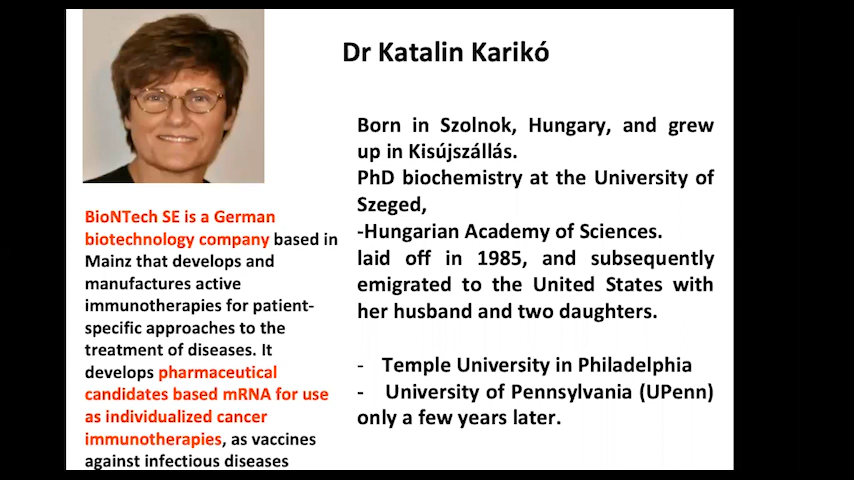 Dr Katalin Karikó
Born in Szolnok, Hungary, and grew
up in Kisújszállás.
PhD biochemistry at the University of
Szeged,
-Hungarian Academy of Sciences.
laid off in 1985, and subsequently
emigrated to the United States with
her husband and two daughters.
- Temple University in Philadelphia
- University of Pennsylvania (UPenn)
only a few years later.
BioNTech SE is a German
biotechnology company based in
Mainz that develops and
manufactures active
immunotherapies for patient-
specific approaches to the
treatment of diseases. It
develops pharmaceutical
candidates based mRNA for use
as individualized cancer
immunotherapies, as vaccines
against infectious diseases